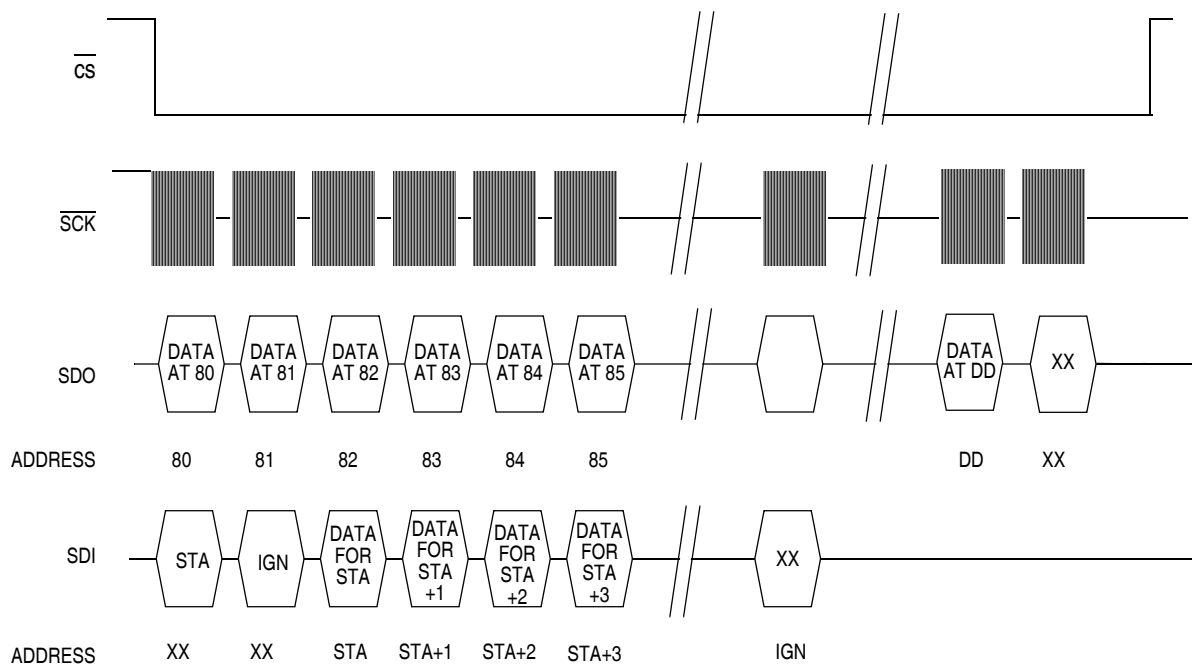 CS
SCK
SDO
DATA AT 80
DATA AT 81
DATA AT 82
DATA AT 83
DATA AT 84
DATA AT 85
DATA AT DD
XX
ADDRESS 80 81 82 83 84 85 DD XX
SDI
STA
IGN
DATA FOR STA
DATA FOR STA +1
DATA FOR STA +2
DATA FOR STA +3
XX
ADDRESS XX XX STA STA+1 STA+2 STA+3 IGN